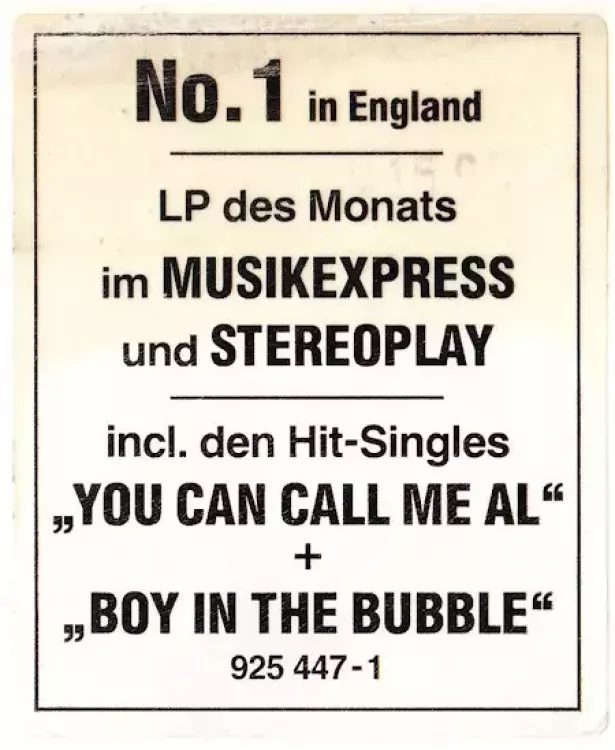 No. 1 in England
LP des Monats
im MUSIKEXPRESS
und STEREOPLAY
incl. den Hit-Singles
„YOU CAN CALL ME AL“
+
„BOY IN THE BUBBLE“
925 447-1